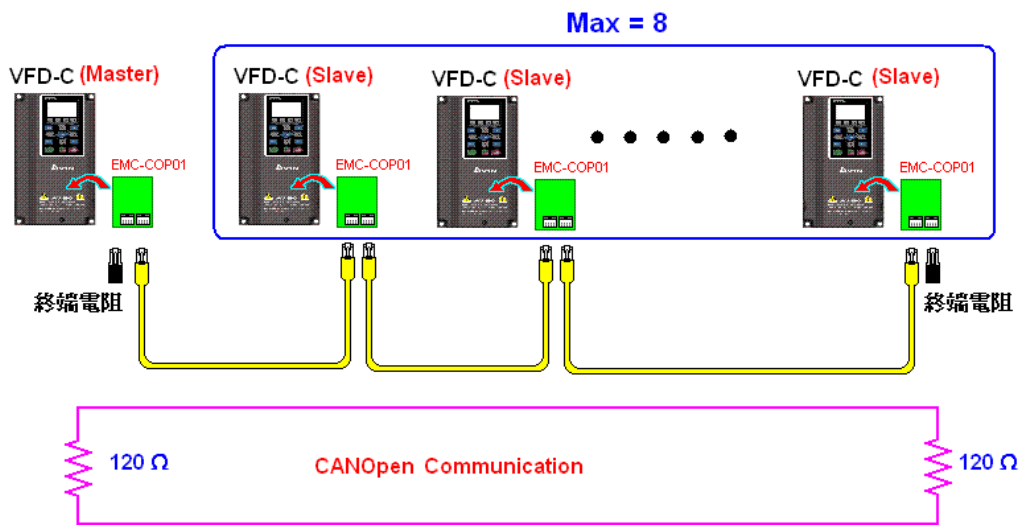 Max = 8
VFD-C (Master)
VFD-C (Slave)
VFD-C (Slave)
VFD-C (Slave)
EMC-COP01
EMC-COP01
EMC-COP01
EMC-COP01
終端電阻
終端電阻
120 Ω
CANOpen Communication
120 Ω